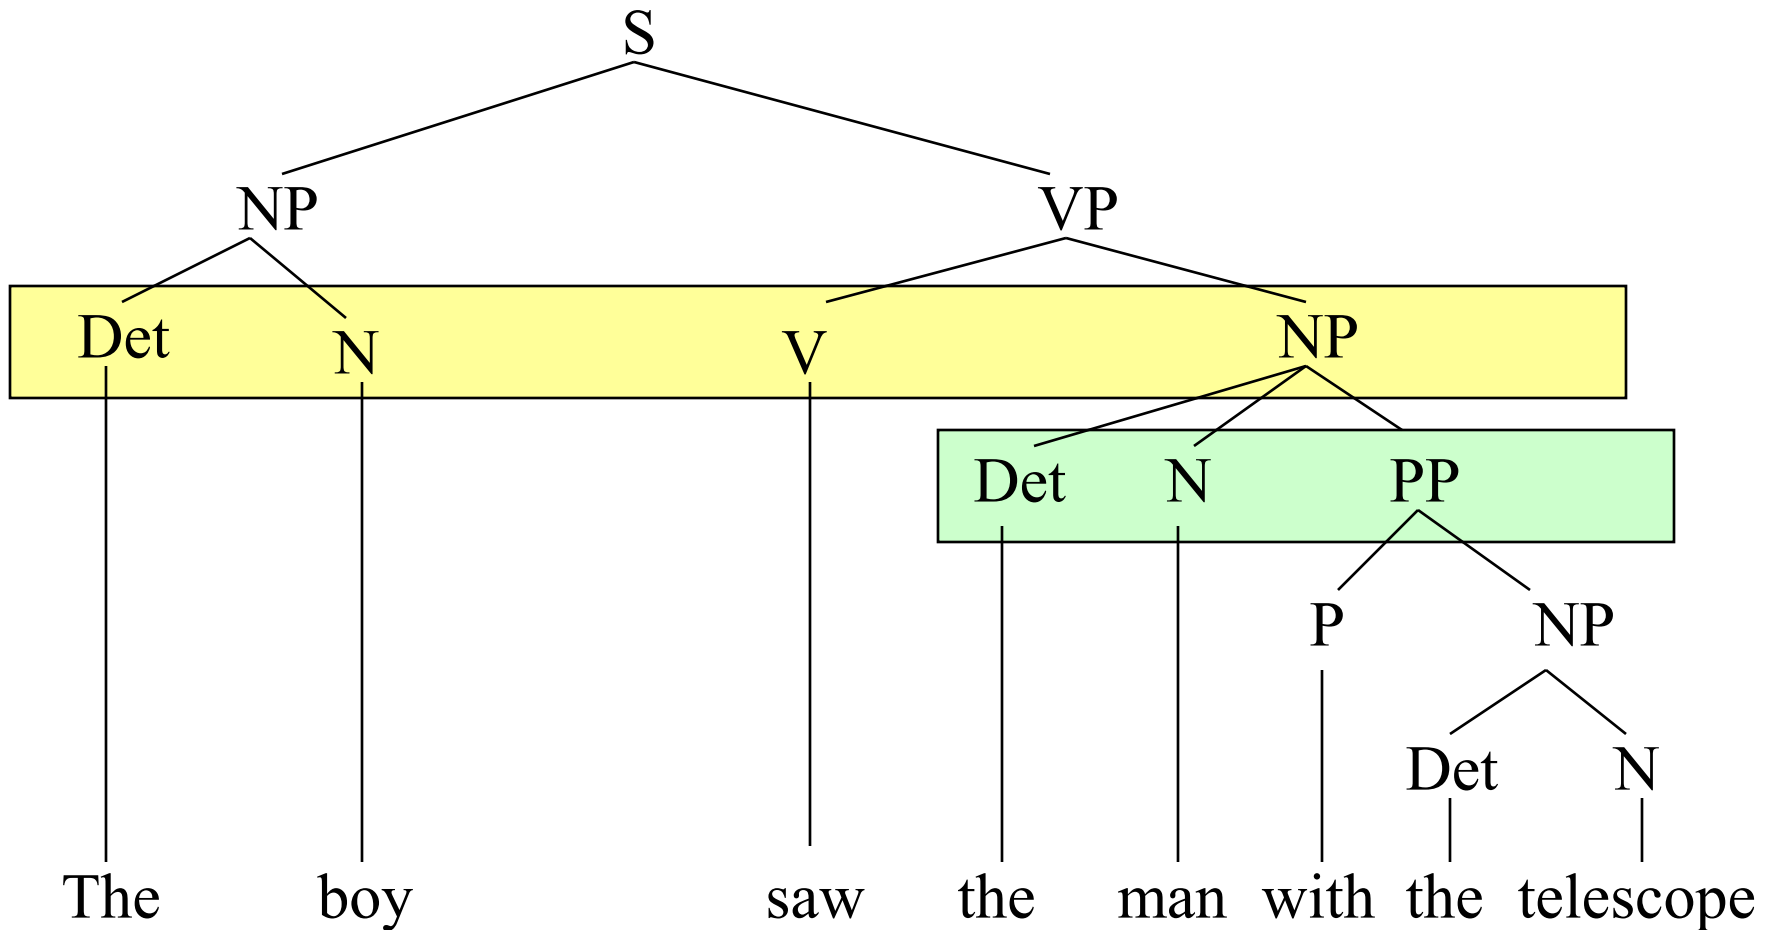 S
NP VP
Det N V NP
Det N PP
P NP
Det N
The boy saw the man with the telescope